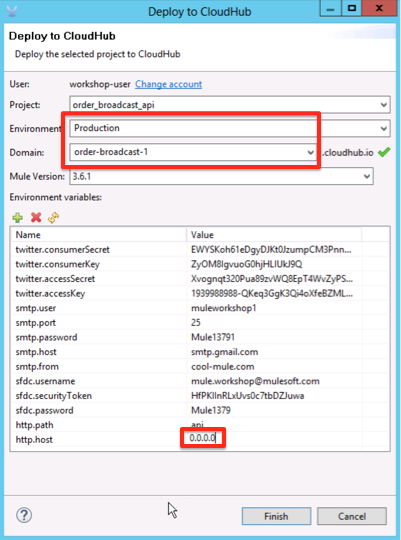 Deploy to CloudHub
Deploy to CloudHub
Deploy the selected project to CloudHub
User: workshop-user Change account
Project: order_broadcast_api
Environment Production
Domain: order-broadcast-1 .cloudhub.io
Mule Version: 3.6.1
Environment variables:
Name Value
twitter.consumerSecret EWYSKoh61eDgyDJKt0JzumpCM3Pnn...
twitter.consumerKey ZyOM8IgvuoG0hjHLIUkJ9Q
twitter.accessSecret Xvognqt320Pua89zvWQ8EpT4WvZyPS...
twitter.accessKey 1939988988-QKeq3GgK3Qi4oXfeBZML...
smtp.user muleworkshop1
smtp.port 25
smtp.password Mule13791
smtp.host smtp.gmail.com
smtp.from cool-mule.com
sfdc.username mule.workshop@mulesoft.com
sfdc.securityToken HfPKIInRLxUvs0c7tbDZJuwa
sfdc.password Mule1379
http.path api
http.host 0.0.0.0
? Finish Cancel